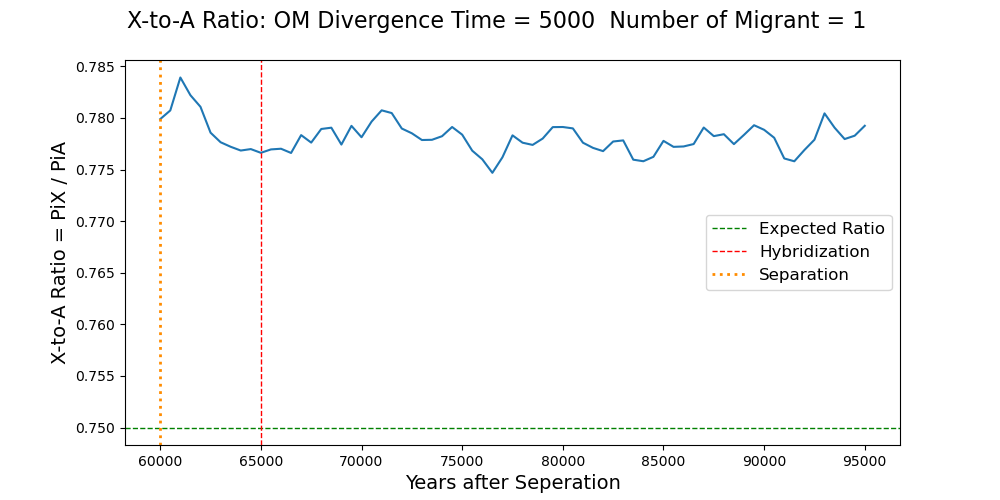 X-to-A Ratio: OM Divergence Time = 5000  Number of Migrant = 1
X-to-A Ratio = PiX / PiA
0.785
0.780
0.775
0.770
0.765
0.760
0.755
0.750
Expected Ratio
Hybridization
Separation
60000 65000 70000 75000 80000 85000 90000 95000
Years after Seperation